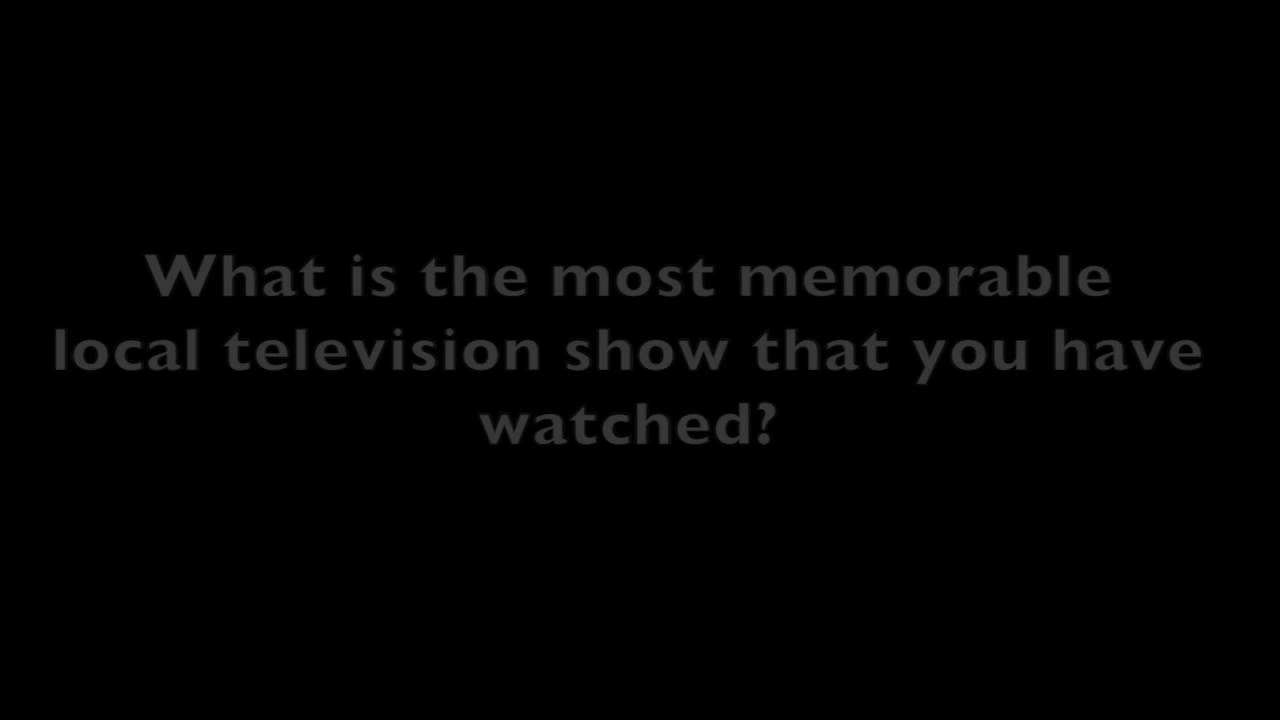 What is the most memorable
local television show that you have
watched?